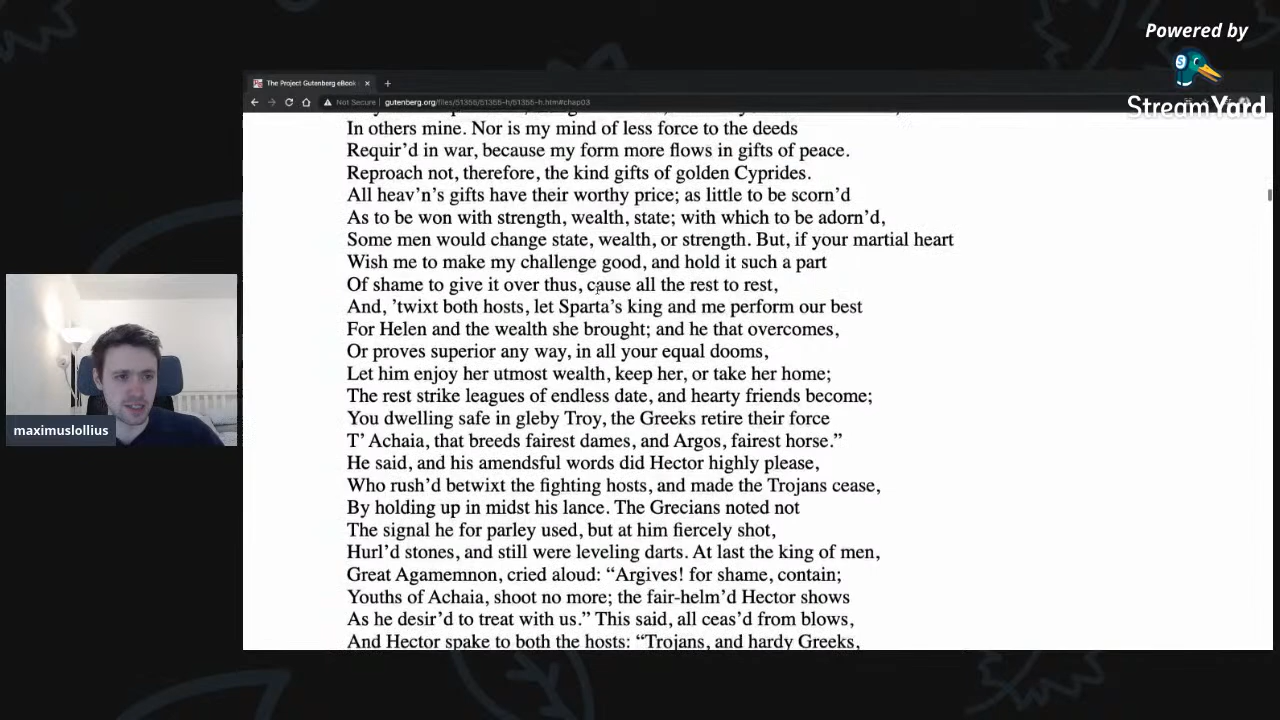 Powered by
StreamYard
The Project Gutenberg eBook
Not Secure | gutenberg.org/files/51355/51355-h/51355-h.htm#chap03
In others mine. Nor is my mind of less force to the deeds
Requir’d in war, because my form more flows in gifts of peace.
Reproach not, therefore, the kind gifts of golden Cyprides.
All heav’n’s gifts have their worthy price; as little to be scorn’d
As to be won with strength, wealth, state; with which to be adorn’d,
Some men would change state, wealth, or strength. But, if your martial heart
Wish me to make my challenge good, and hold it such a part
Of shame to give it over thus, cause all the rest to rest,
And, ’twixt both hosts, let Sparta’s king and me perform our best
For Helen and the wealth she brought; and he that overcomes,
Or proves superior any way, in all your equal dooms,
Let him enjoy her utmost wealth, keep her, or take her home;
The rest strike leagues of endless date, and hearty friends become;
You dwelling safe in gleby Troy, the Greeks retire their force
T’ Achaia, that breeds fairest dames, and Argos, fairest horse.”
He said, and his amendsful words did Hector highly please,
Who rush’d betwixt the fighting hosts, and made the Trojans cease,
By holding up in midst his lance. The Grecians noted not
The signal he for parley used, but at him fiercely shot,
Hurl’d stones, and still were leveling darts. At last the king of men,
Great Agamemnon, cried aloud: “Argives! for shame, contain;
Youths of Achaia, shoot no more; the fair-helm’d Hector shows
As he desir’d to treat with us.” This said, all ceas’d from blows,
And Hector spake to both the hosts: “Trojans, and hardy Greeks,
maximuslollius